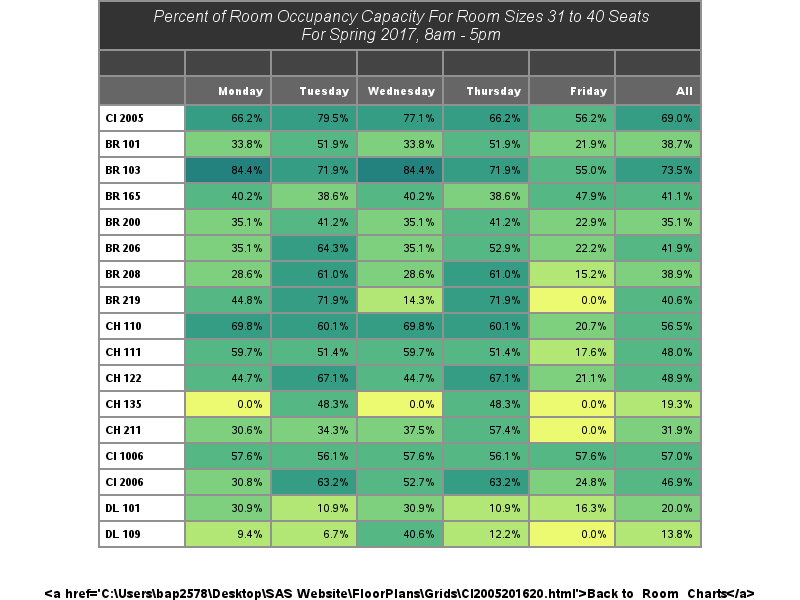 Percent of Room Occupancy Capacity For Room Sizes 31 to 40 Seats
For Spring 2017, 8am - 5pm
Monday Tuesday Wednesday Thursday Friday All
CI 2005 66.2% 79.5% 77.1% 66.2% 56.2% 69.0%
BR 101 33.8% 51.9% 33.8% 51.9% 21.9% 38.7%
BR 103 84.4% 71.9% 84.4% 71.9% 55.0% 73.5%
BR 165 40.2% 38.6% 40.2% 38.6% 47.9% 41.1%
BR 200 35.1% 41.2% 35.1% 41.2% 22.9% 35.1%
BR 206 35.1% 64.3% 35.1% 52.9% 22.2% 41.9%
BR 208 28.6% 61.0% 28.6% 61.0% 15.2% 38.9%
BR 219 44.8% 71.9% 14.3% 71.9% 0.0% 40.6%
CH 110 69.8% 60.1% 69.8% 60.1% 20.7% 56.5%
CH 111 59.7% 51.4% 59.7% 51.4% 17.6% 48.0%
CH 122 44.7% 67.1% 44.7% 67.1% 21.1% 48.9%
CH 135 0.0% 48.3% 0.0% 48.3% 0.0% 19.3%
CH 211 30.6% 34.3% 37.5% 57.4% 0.0% 31.9%
CI 1006 57.6% 56.1% 57.6% 56.1% 57.6% 57.0%
CI 2006 30.8% 63.2% 52.7% 63.2% 24.8% 46.9%
DL 101 30.9% 10.9% 30.9% 10.9% 16.3% 20.0%
DL 109 9.4% 6.7% 40.6% 12.2% 0.0% 13.8%
<a href='C:\Users\bap2578\Desktop\SAS Website\FloorPlans\Grids\CI2005201620.html'>Back to Room Charts</a>